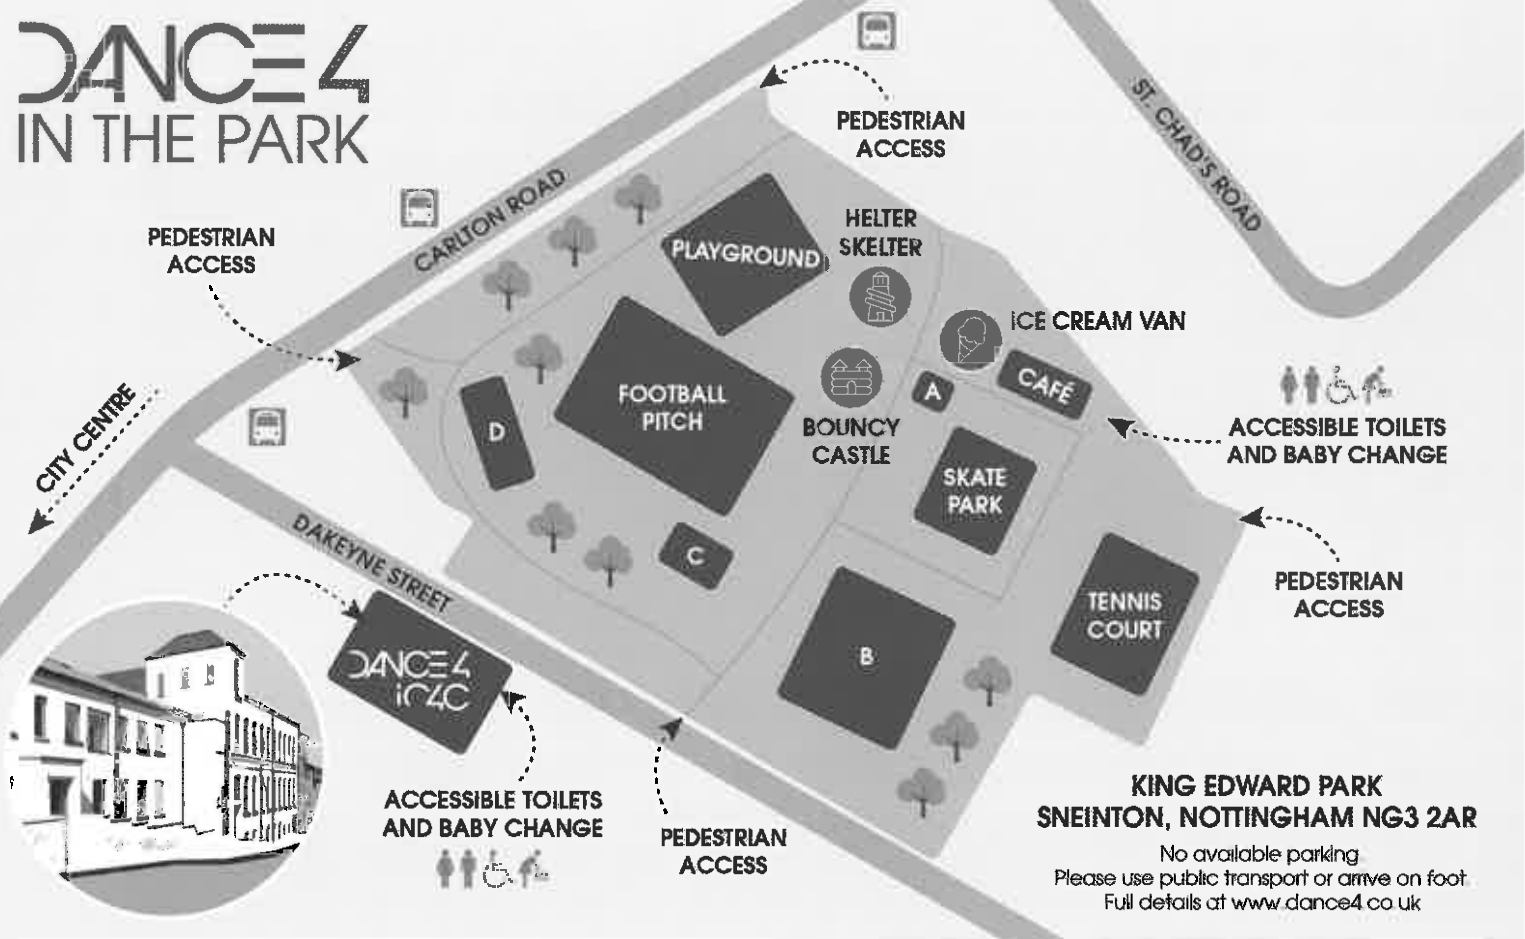 DANCE4
IN THE PARK
PEDESTRIAN
ACCESS
ST. CHAD'S ROAD
CARLTON ROAD
PEDESTRIAN
ACCESS
PLAYGROUND
HELTER
SKELTER
ICE CREAM VAN
CITY CENTRE
FOOTBALL
PITCH
BOUNCY
CASTLE
A
CAFÉ
D
ACCESSIBLE TOILETS
AND BABY CHANGE
SKATE
PARK
DAKEYNE STREET
C
PEDESTRIAN
ACCESS
TENNIS
COURT
B
DANCE4
iC4C
ACCESSIBLE TOILETS
AND BABY CHANGE
PEDESTRIAN
ACCESS
KING EDWARD PARK
SNEINTON, NOTTINGHAM NG3 2AR
No available parking
Please use public transport or arrive on foot
Full details at www.dance4.co.uk